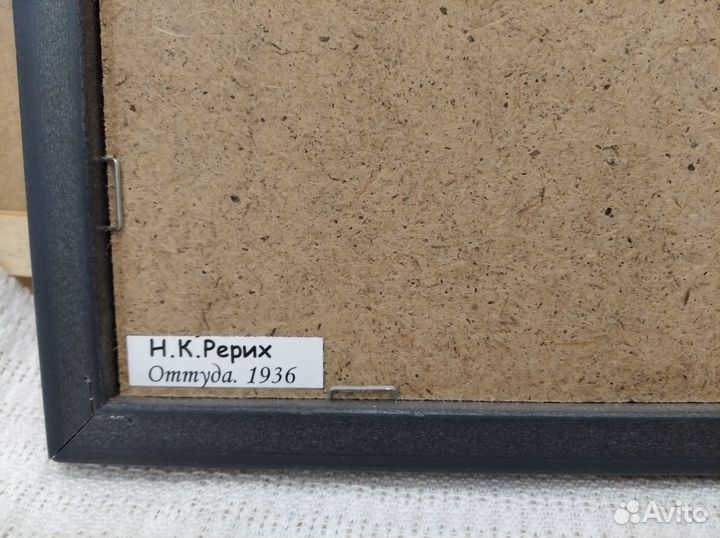 Н.К.Рерих
Оттуда. 1936
Avito